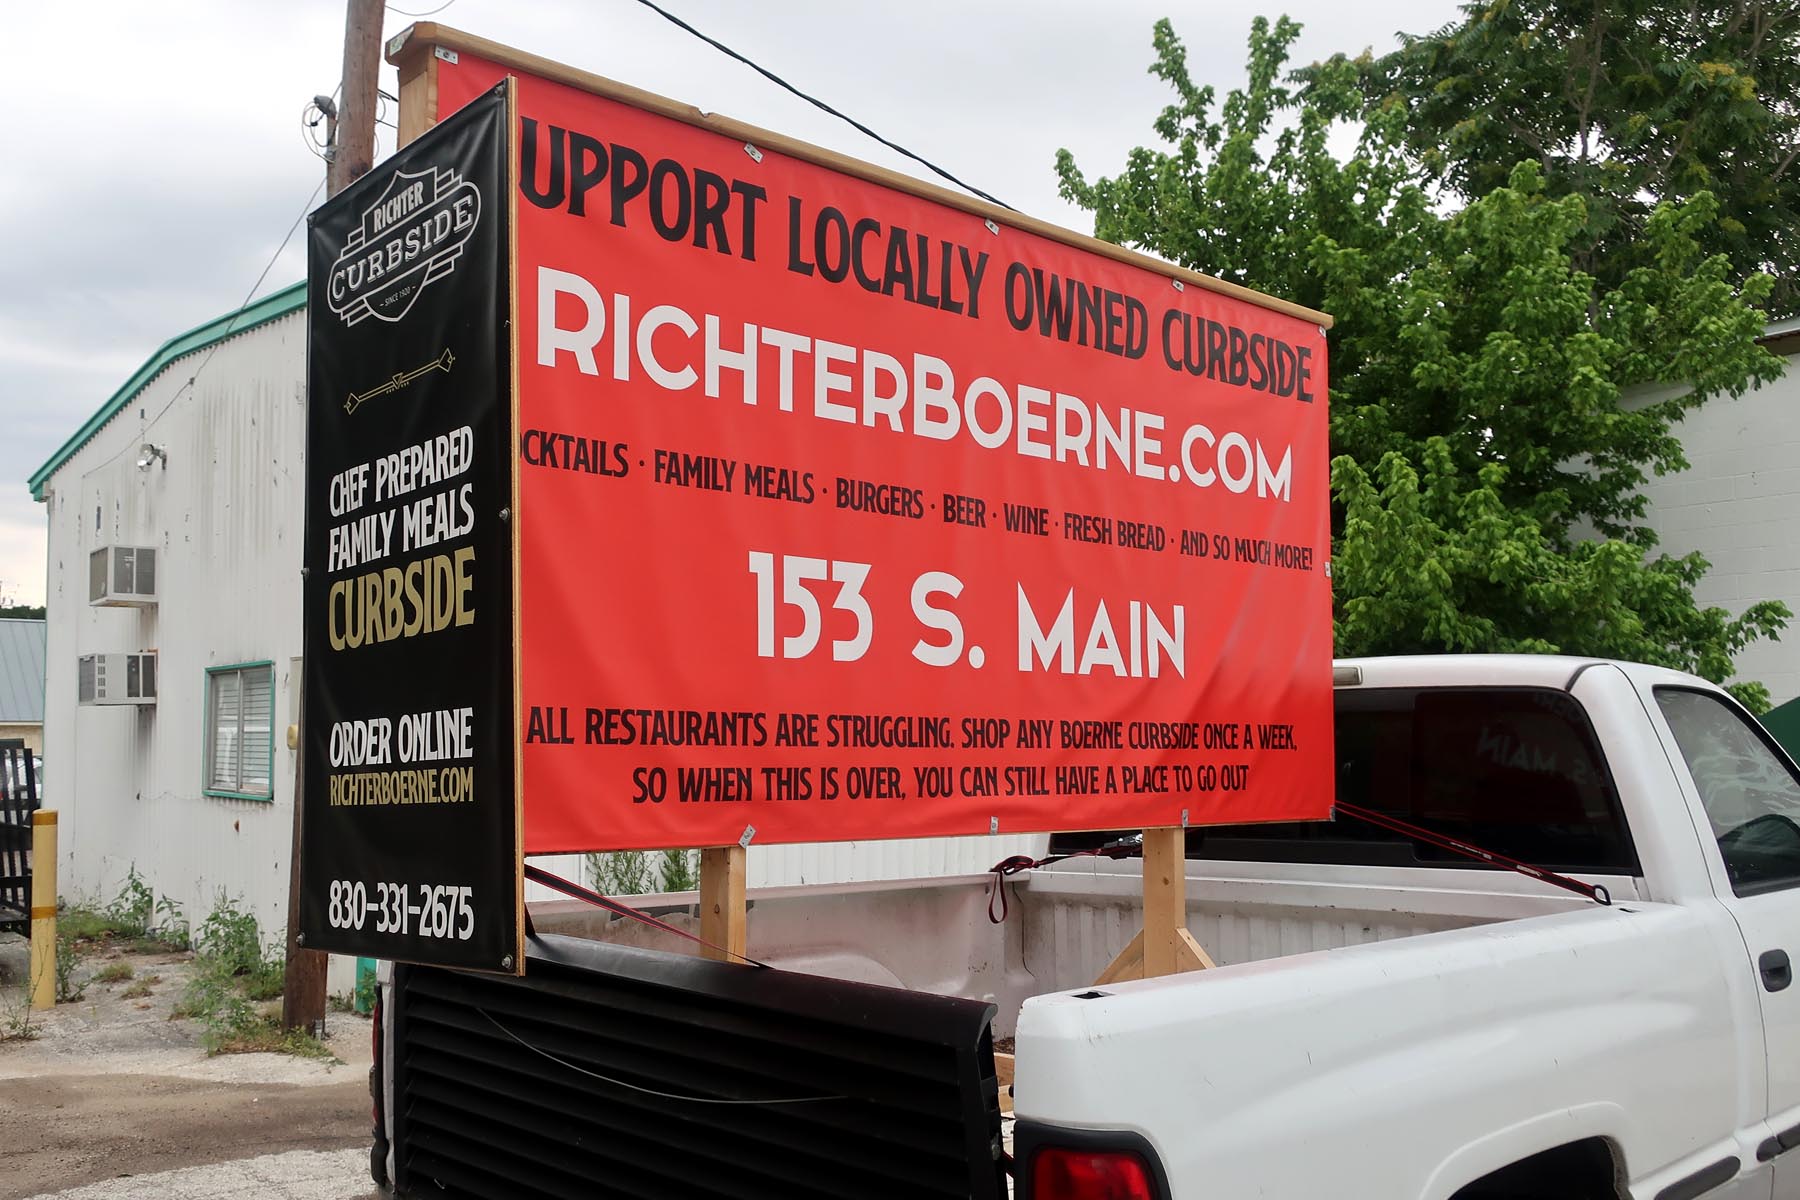 RICHTER
CURBSIDE
- SINCE 1920 -
CHEF PREPARED
FAMILY MEALS
CURBSIDE
ORDER ONLINE
RICHTERBOERNE.COM
830-331-2675
UPPORT LOCALLY OWNED CURBSIDE
RICHTERBOERNE.COM
OCKTAILS · FAMILY MEALS · BURGERS · BEER · WINE · FRESH BREAD · AND SO MUCH MORE!
153 S. MAIN
ALL RESTAURANTS ARE STRUGGLING. SHOP ANY BOERNE CURBSIDE ONCE A WEEK,
SO WHEN THIS IS OVER, YOU CAN STILL HAVE A PLACE TO GO OUT
S. MAIN